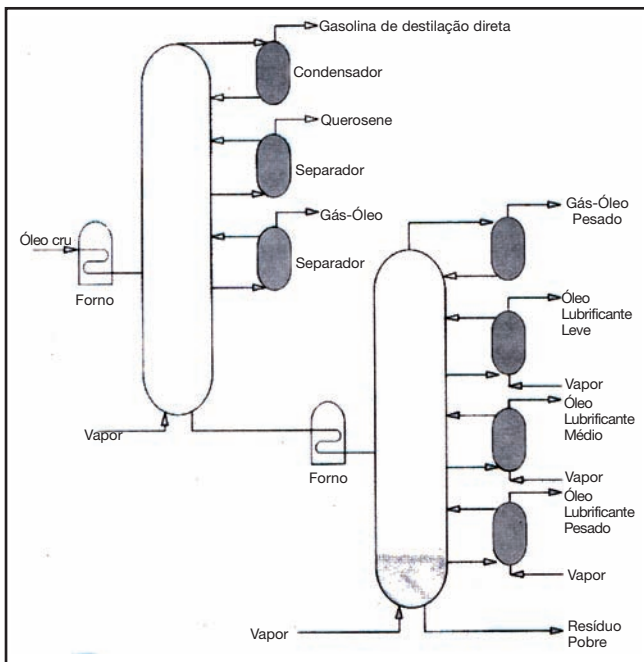 Gasolina de destilação direta
Condensador
Querosene
Separador
Gás-Óleo
Separador
Óleo cru
Forno
Vapor
Forno
Gás-Óleo
Pesado
Óleo
Lubrificante
Leve
Vapor
Óleo
Lubrificante
Médio
Vapor
Óleo
Lubrificante
Pesado
Vapor
Vapor
Resíduo
Pobre